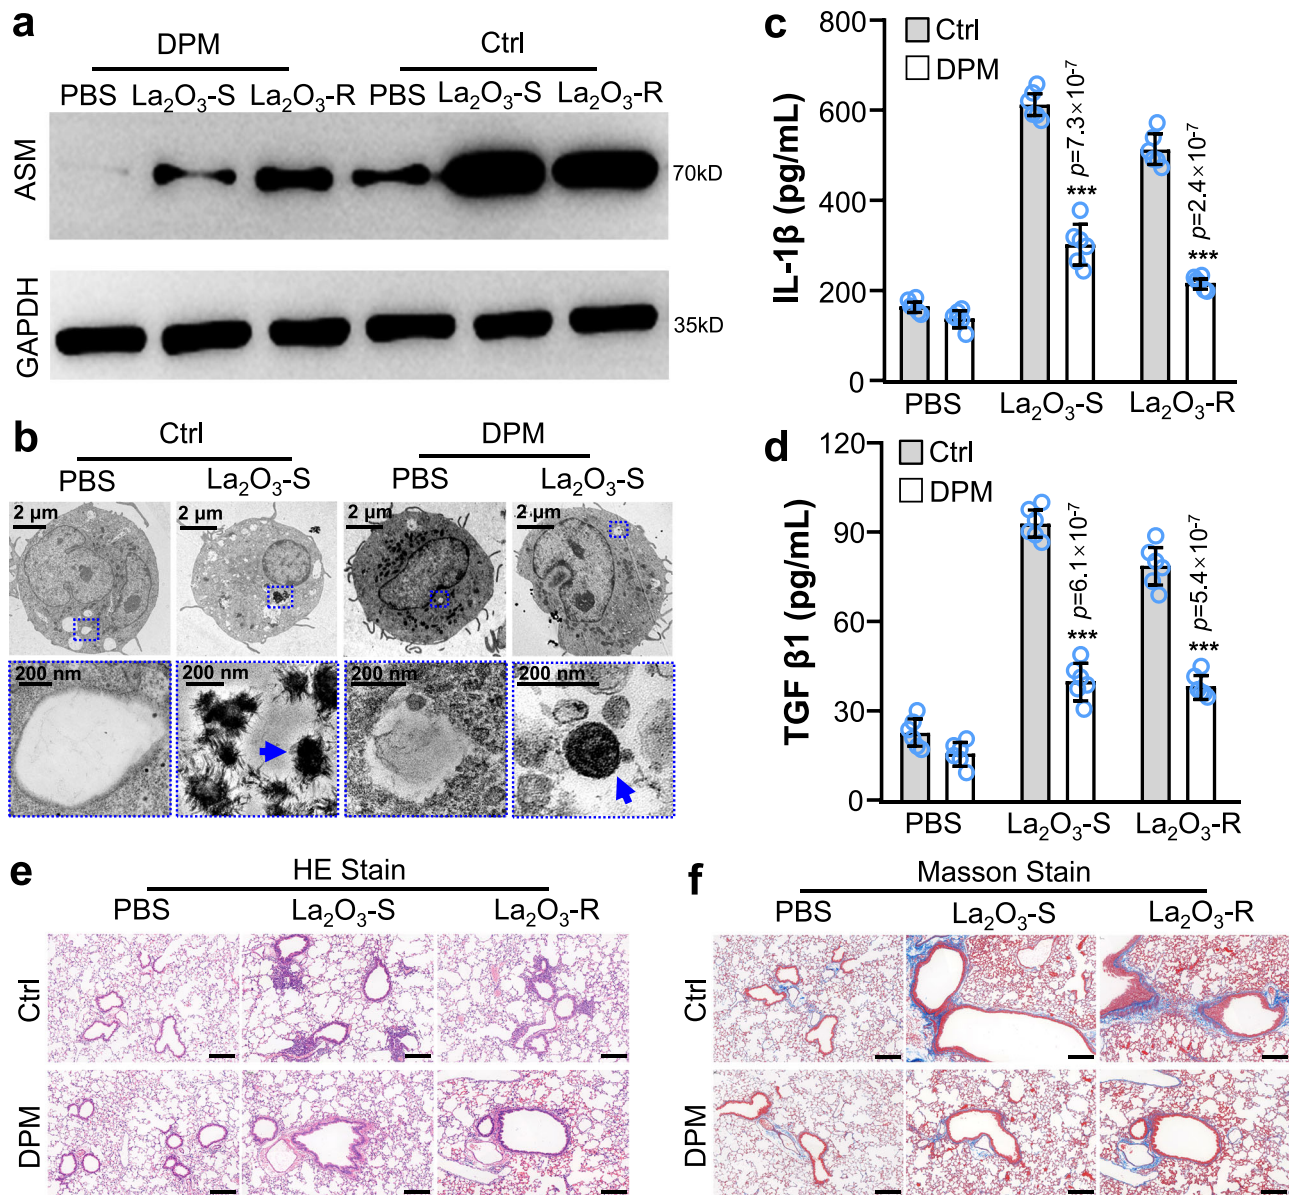 a
DPM Ctrl
PBS La₂O₃-S La₂O₃-R PBS La₂O₃-S La₂O₃-R
ASM
70kD
GAPDH
35kD
b
Ctrl DPM
PBS La₂O₃-S PBS La₂O₃-S
2 μm 2 μm 2 μm 2 μm
200 nm 200 nm 200 nm 200 nm
c
IL-1β (pg/mL)
800
600
400
200
0
Ctrl
DPM
*** p=7.3×10⁻⁷
*** p=2.4×10⁻⁷
PBS La₂O₃-S La₂O₃-R
d
TGF β1 (pg/mL)
120
90
60
30
0
Ctrl
DPM
*** p=6.1×10⁻⁷
*** p=5.4×10⁻⁷
PBS La₂O₃-S La₂O₃-R
e
HE Stain
PBS La₂O₃-S La₂O₃-R
Ctrl
DPM
f
Masson Stain
PBS La₂O₃-S La₂O₃-R
Ctrl
DPM